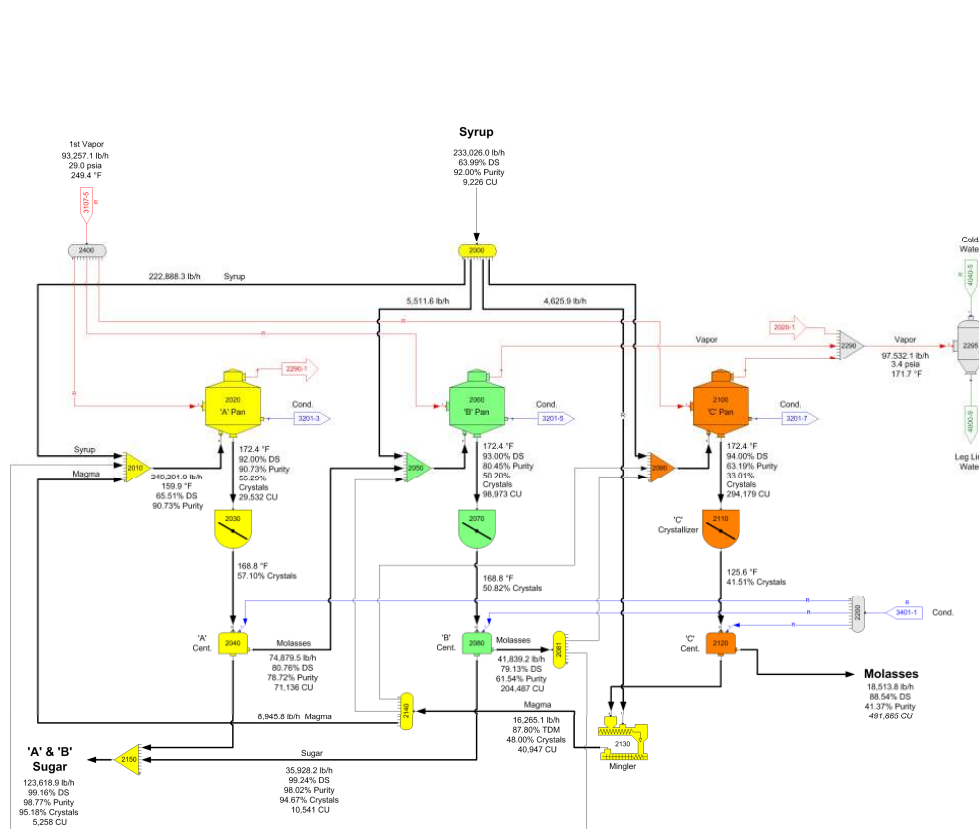 Syrup
233,026.0 lb/h
63.99% DS
92.00% Purity
9,226 CU
1st Vapor
93,257.1 lb/h
29.0 psia
249.4 °F
3107-5
R
2400
2000
Cold
Wate
R
4040-5
222,888.3 lb/h
Syrup
5,511.6 lb/h
4,625.9 lb/h
R
R
R
R
2020-1
2290
Vapor
Vapor
97,532.1 lb/h
3.4 psia
171.7 °F
2295
4800-9
Leg Lin
Wate
2290-1
2020
'A' Pan
Cond.
3201-3
2060
'B' Pan
Cond.
3201-5
2100
'C' Pan
Cond.
3201-7
Syrup
Magma
2010
159.9 °F
65.51% DS
90.73% Purity
172.4 °F
92.00% DS
90.73% Purity
55.29%
Crystals
29,532 CU
2050
172.4 °F
93.00% DS
80.45% Purity
50.20%
Crystals
98,973 CU
172.4 °F
94.00% DS
63.19% Purity
33.01%
Crystals
294,179 CU
2030
2070
'C'
Crystallizer
2110
168.8 °F
57.10% Crystals
168.8 °F
50.82% Crystals
125.6 °F
41.51% Crystals
R
R
R
2200
R
3401-1
Cond.
'A'
Cent.
2040
Molasses
74,879.5 lb/h
80.76% DS
78.72% Purity
71,136 CU
'B'
Cent.
2080
Molasses
41,839.2 lb/h
79.13% DS
61.54% Purity
204,487 CU
2081
'C'
Cent.
2120
Molasses
18,513.8 lb/h
88.54% DS
41.37% Purity
491,885 CU
2140
Magma
16,265.1 lb/h
87.80% TDM
48.00% Crystals
40,947 CU
2130
Mingler
8,945.8 lb/h Magma
'A' & 'B'
Sugar
2150
123,618.9 lb/h
99.16% DS
98.77% Purity
95.18% Crystals
5,258 CU
Sugar
35,928.2 lb/h
99.24% DS
98.02% Purity
94.67% Crystals
10,541 CU